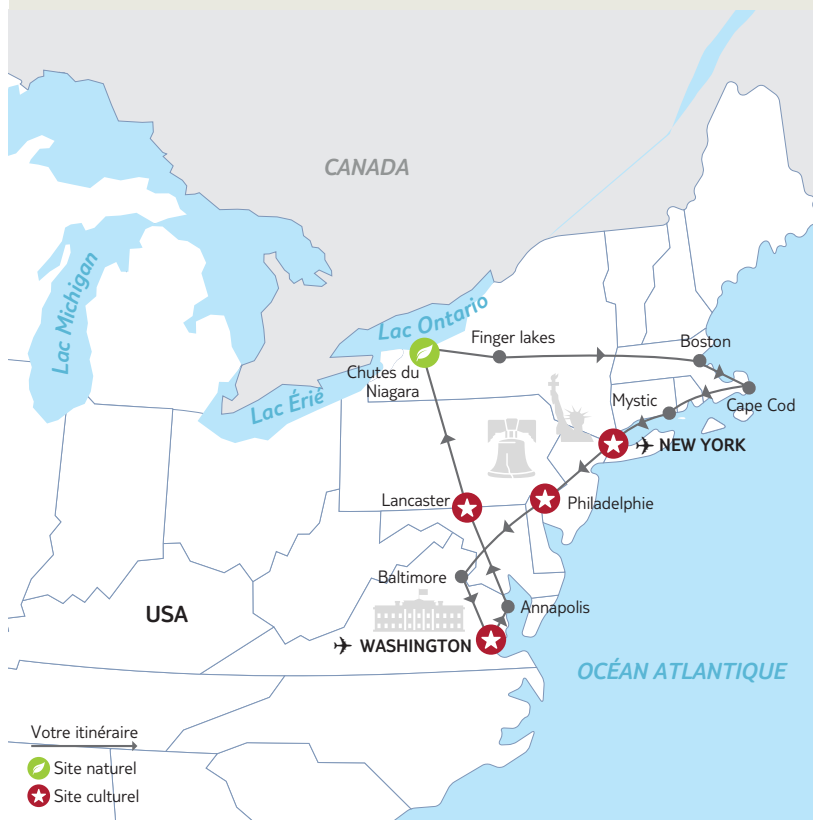 CANADA
Lac Michigan
Lac Ontario
Finger lakes
Boston
Chutes du
Niagara
Lac Érié
Mystic
Cape Cod
NEW YORK
Lancaster
Philadelphie
Baltimore
Annapolis
USA
WASHINGTON
OCÉAN ATLANTIQUE
Votre itinéraire
Site naturel
Site culturel